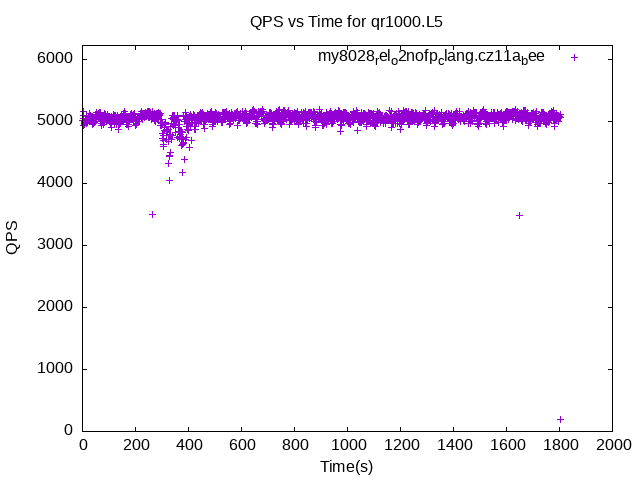 QPS vs Time for qr1000.L5
my8028relo2nofpclang.cz11abee
6000
5000
4000
3000
2000
1000
0
QPS
0 200 400 600 800 1000 1200 1400 1600 1800 2000
Time(s)